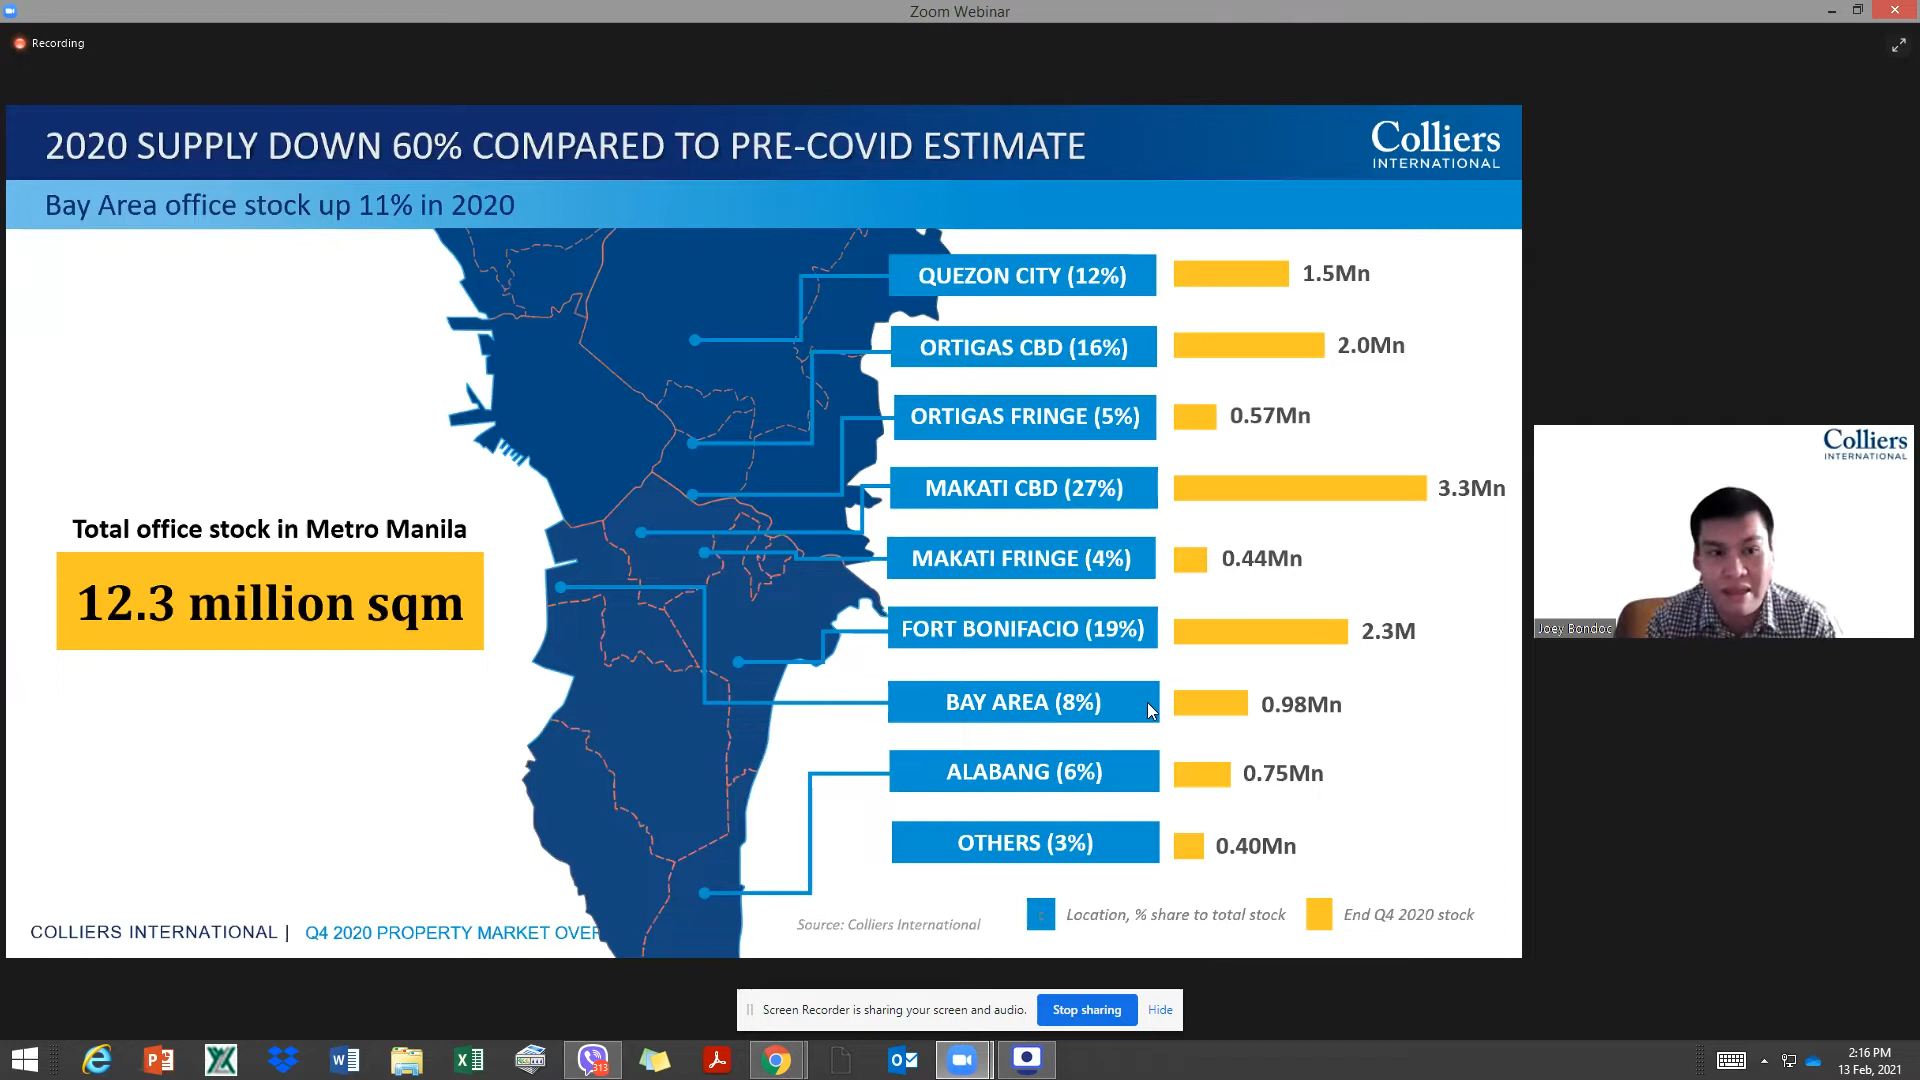 Zoom Webinar
Recording
2020 SUPPLY DOWN 60% COMPARED TO PRE-COVID ESTIMATE
Colliers
INTERNATIONAL
Bay Area office stock up 11% in 2020
QUEZON CITY (12%)
1.5Mn
ORTIGAS CBD (16%)
2.0Mn
ORTIGAS FRINGE (5%)
0.57Mn
MAKATI CBD (27%)
3.3Mn
MAKATI FRINGE (4%)
0.44Mn
FORT BONIFACIO (19%)
2.3M
BAY AREA (8%)
0.98Mn
ALABANG (6%)
0.75Mn
OTHERS (3%)
0.40Mn
Total office stock in Metro Manila
12.3 million sqm
Source: Colliers International
Location, % share to total stock
End Q4 2020 stock
COLLIERS INTERNATIONAL | Q4 2020 PROPERTY MARKET OVER
Colliers
INTERNATIONAL
Joey Bondoc
Screen Recorder is sharing your screen and audio.
Stop sharing
Hide
313
2:16 PM
13 Feb, 2021